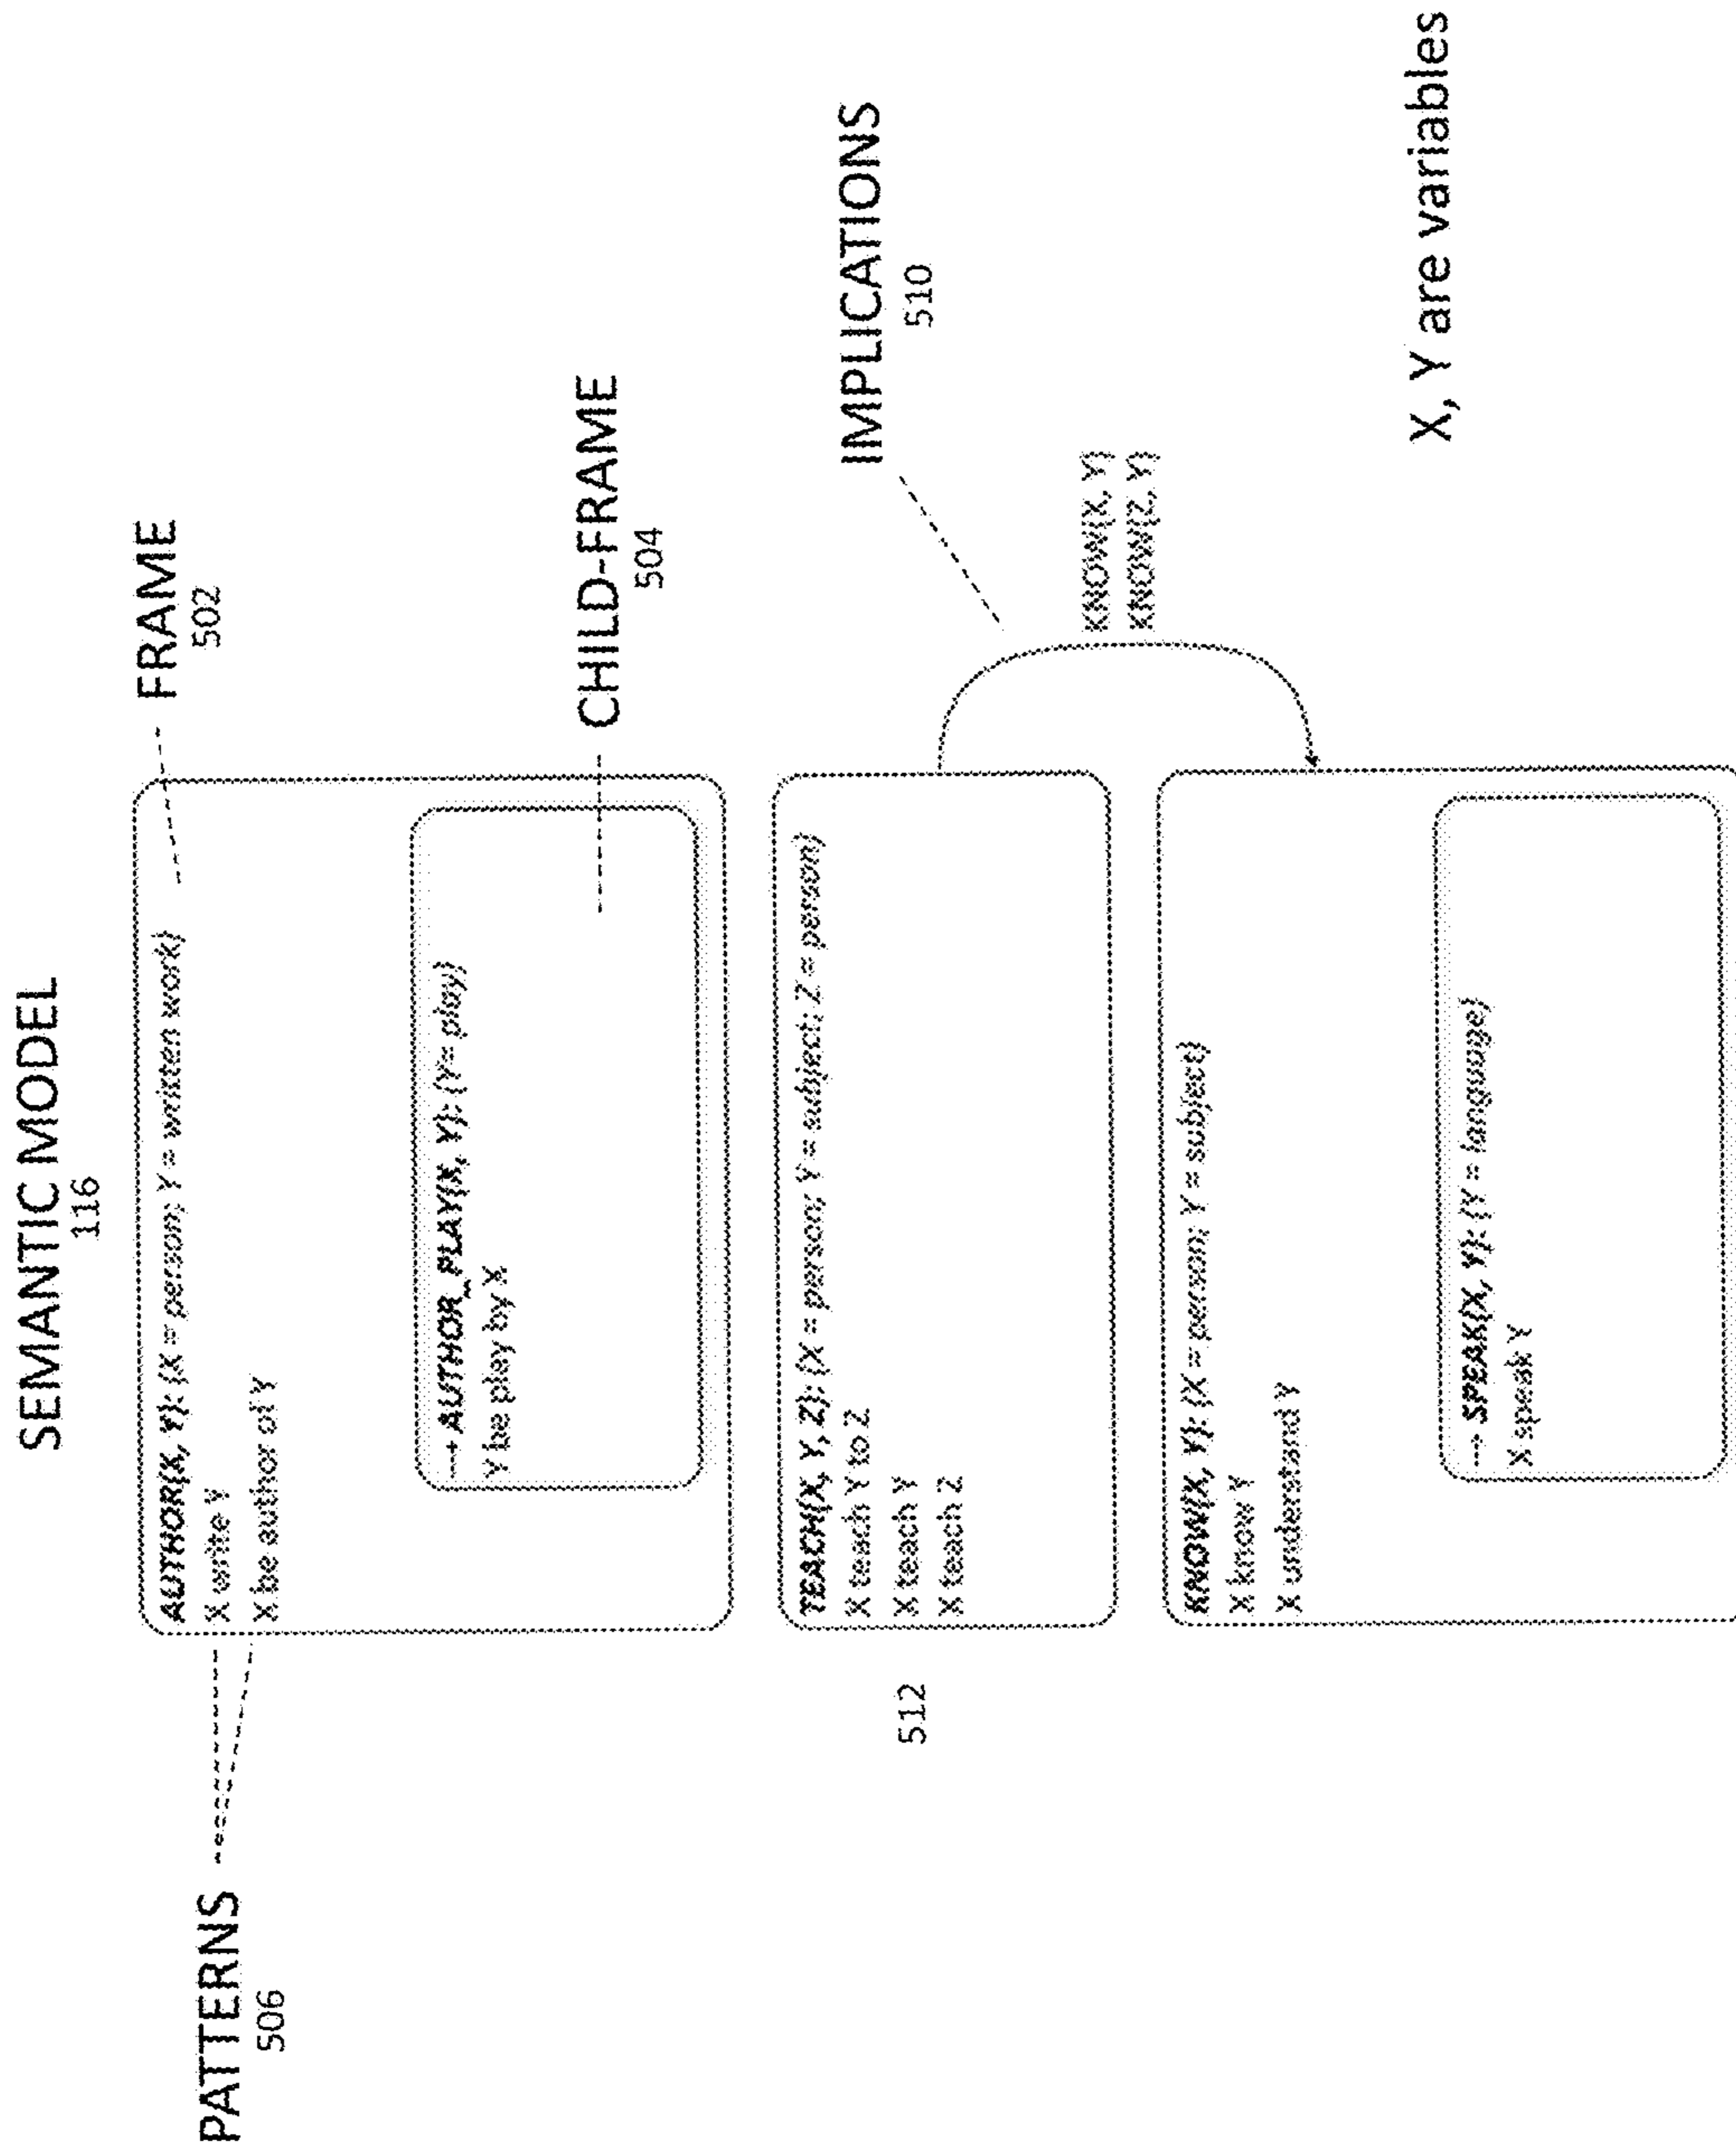 SEMANTIC MODEL
116
PATTERNS
506
FRAME
502
AUTHOR(X, Y): {X = person; Y = written work}
X write Y
X be author of Y
CHILD-FRAME
504
→ AUTHOR_PLAY(X, Y): {Y = play}
Y be play by X
512
TEACH(X, Y, Z): {X = person; Y = subject; Z = person}
X teach Y to Z
X teach Y
X teach Z
IMPLICATIONS
510
KNOW(X, Y)
KNOW(Z, Y)
KNOW(X, Y): {X = person; Y = subject}
X know Y
X understand Y
→ SPEAK(X, Y): {Y = language}
X speak Y
X, Y are variables